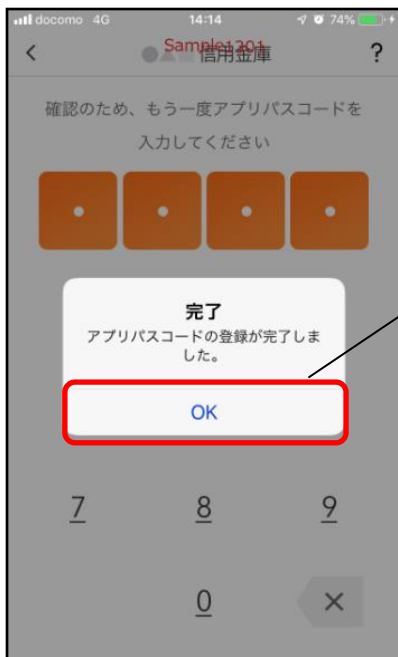 docomo 4G 14:14 74%
Sample1201
●▲■信用金庫 ?
確認のため、もう一度アプリパスコードを
入力してください
完了
アプリパスコードの登録が完了しま
した。
OK
7 8 9
0